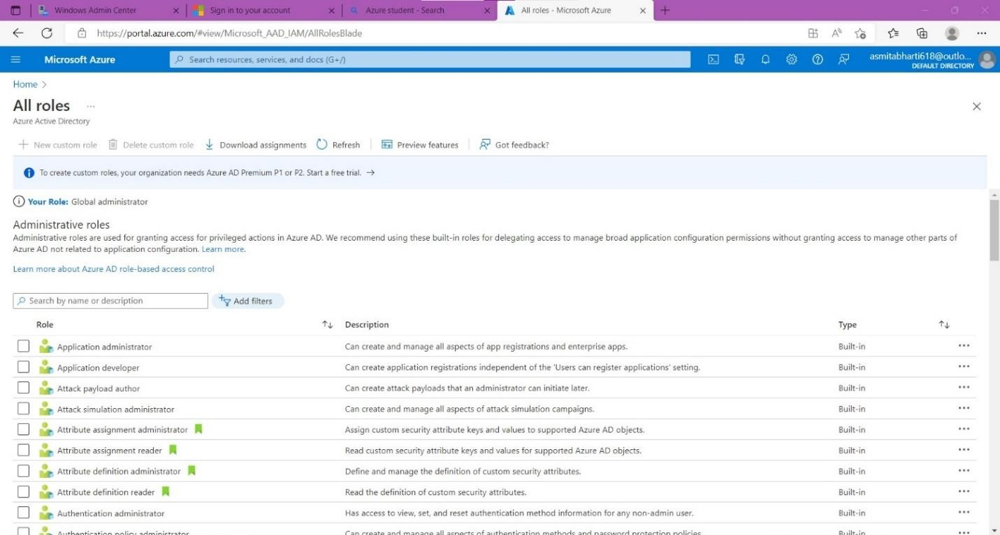 Windows Admin Center
Sign in to your account
Azure student - Search
All roles - Microsoft Azure
https://portal.azure.com/#view/Microsoft_AAD_IAM/AllRolesBlade
Microsoft Azure
Search resources, services, and docs (G+/)
asmitabharti618@outlo...
DEFAULT DIRECTORY
Home >
All roles ...
Azure Active Directory
New custom role Delete custom role Download assignments Refresh Preview features Got feedback?
To create custom roles, your organization needs Azure AD Premium P1 or P2. Start a free trial. →
Your Role: Global administrator
Administrative roles
Administrative roles are used for granting access for privileged actions in Azure AD. We recommend using these built-in roles for delegating access to manage broad application configuration permissions without granting access to manage other parts of
Azure AD not related to application configuration. Learn more.
Learn more about Azure AD role-based access control
Search by name or description Add filters
Role Description Type
Application administrator Can create and manage all aspects of app registrations and enterprise apps. Built-in
Application developer Can create application registrations independent of the 'Users can register applications' setting. Built-in
Attack payload author Can create attack payloads that an administrator can initiate later. Built-in
Attack simulation administrator Can create and manage all aspects of attack simulation campaigns. Built-in
Attribute assignment administrator Assign custom security attribute keys and values to supported Azure AD objects. Built-in
Attribute assignment reader Read custom security attribute keys and values for supported Azure AD objects. Built-in
Attribute definition administrator Define and manage the definition of custom security attributes. Built-in
Attribute definition reader Read the definition of custom security attributes. Built-in
Authentication administrator Has access to view, set, and reset authentication method information for any non-admin user. Built-in
Authentication policy administrator Can create and manage all aspects of authentication methods and password protection policies. Built-in